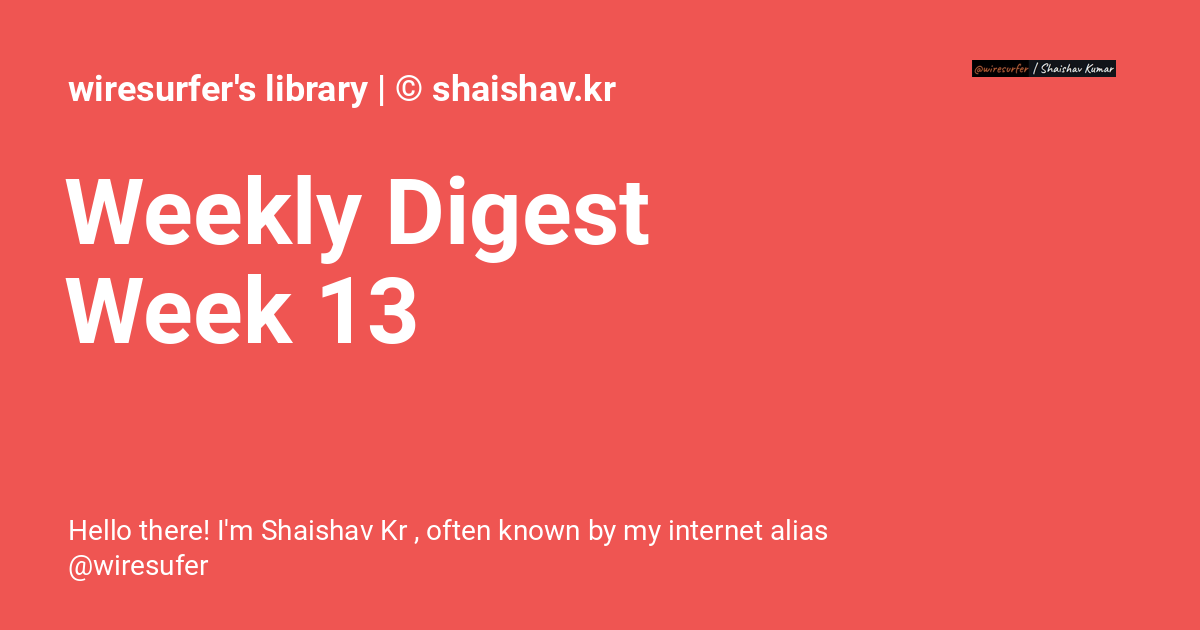 wiresurfer's library | © shaishav.kr
@wiresurfer | Shaishav Kumar
Weekly Digest
Week 13
Hello there! I'm Shaishav Kr , often known by my internet alias
@wiresufer